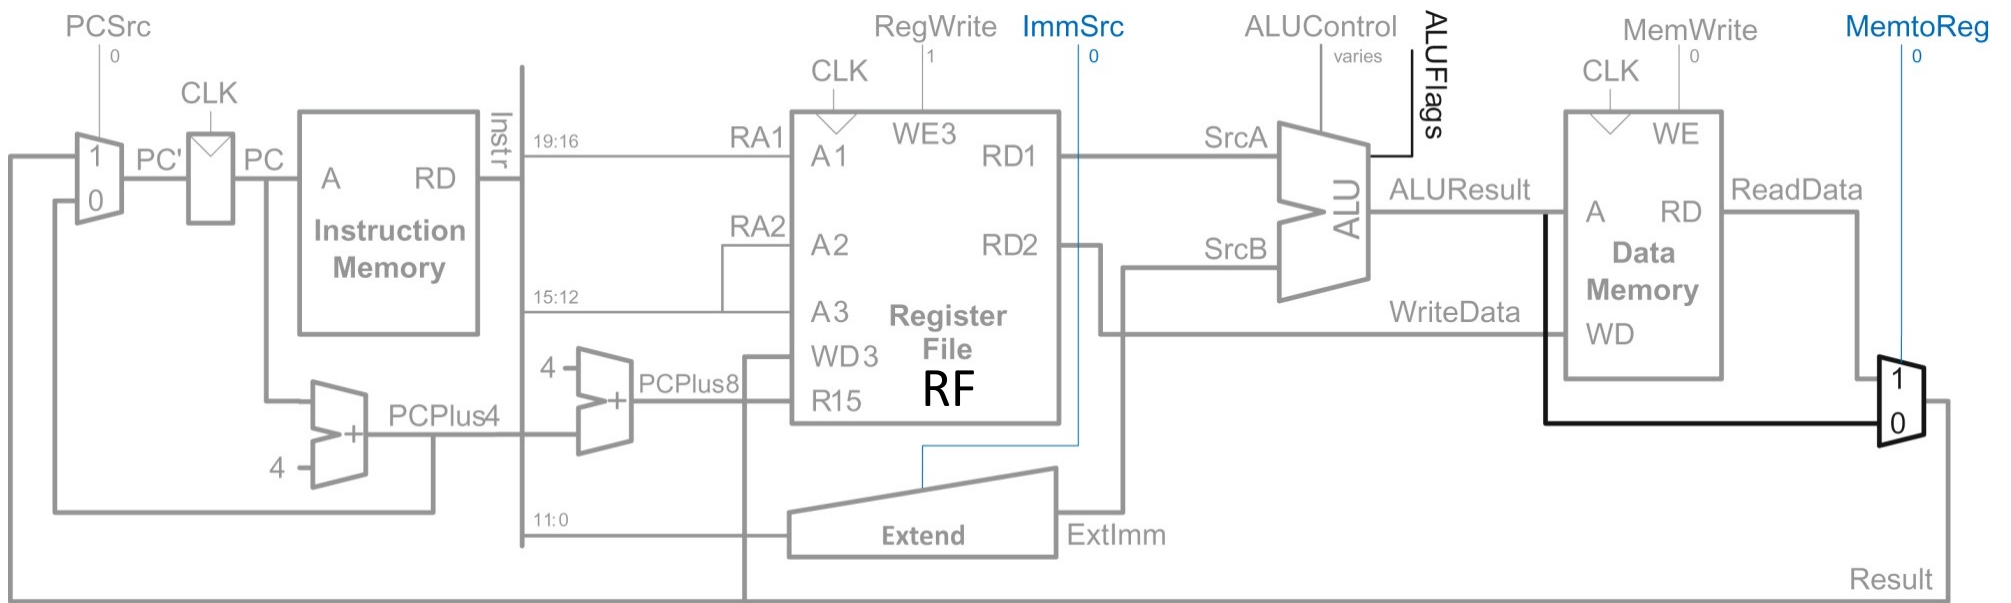 PCSrc
0
RegWrite
1
ImmSrc
0
ALUControl
varies
ALUFlags
MemWrite
0
MemtoReg
0
CLK
CLK
CLK
1
0
PC'
PC
A
RD
Instruction
Memory
Instr
19:16
RA1
A1
WE3
RD1
SrcA
RA2
A2
RD2
SrcB
15:12
A3
WD3
R15
Register
File
RF
ALU
ALUResult
WriteData
A
RD
WE
WD
Data
Memory
ReadData
1
0
4
+
PCPlus8
PCPlus4
+
4
11:0
Extend
ExtImm
Result